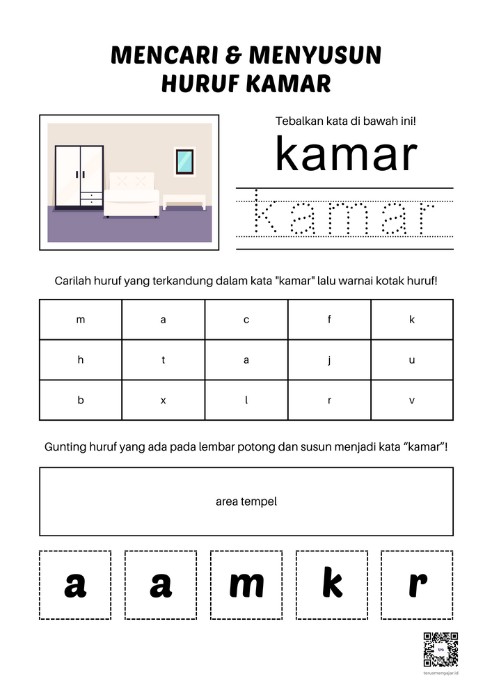 MENCARI & MENYUSUN
HURUF KAMAR
Tebalkan kata di bawah ini!
kamar
kamar
Carilah huruf yang terkandung dalam kata "kamar" lalu warnai kotak huruf!
m a c f k
h t a j u
b x l r v
Gunting huruf yang ada pada lembar potong dan susun menjadi kata “kamar”!
area tempel
a a m k r